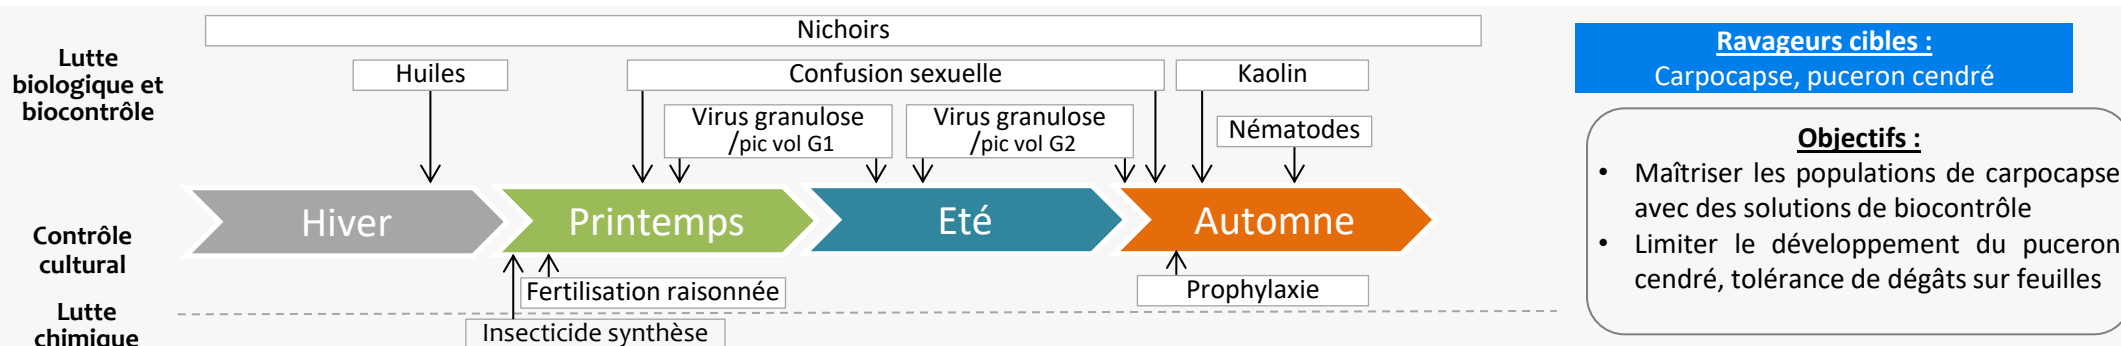 Nichoirs
Lutte
biologique et
biocontrôle
Huiles
Confusion sexuelle
Kaolin
Virus granulose
/pic vol G1
Virus granulose
/pic vol G2
Nématodes
Hiver
Printemps
Eté
Automne
Contrôle
cultural
Fertilisation raisonnée
Prophylaxie
Lutte
chimique
Insecticide synthèse
Ravageurs cibles :
Carpocapse, puceron cendré
Objectifs :
• Maîtriser les populations de carpocapse
avec des solutions de biocontrôle
• Limiter le développement du puceron
cendré, tolérance de dégâts sur feuilles